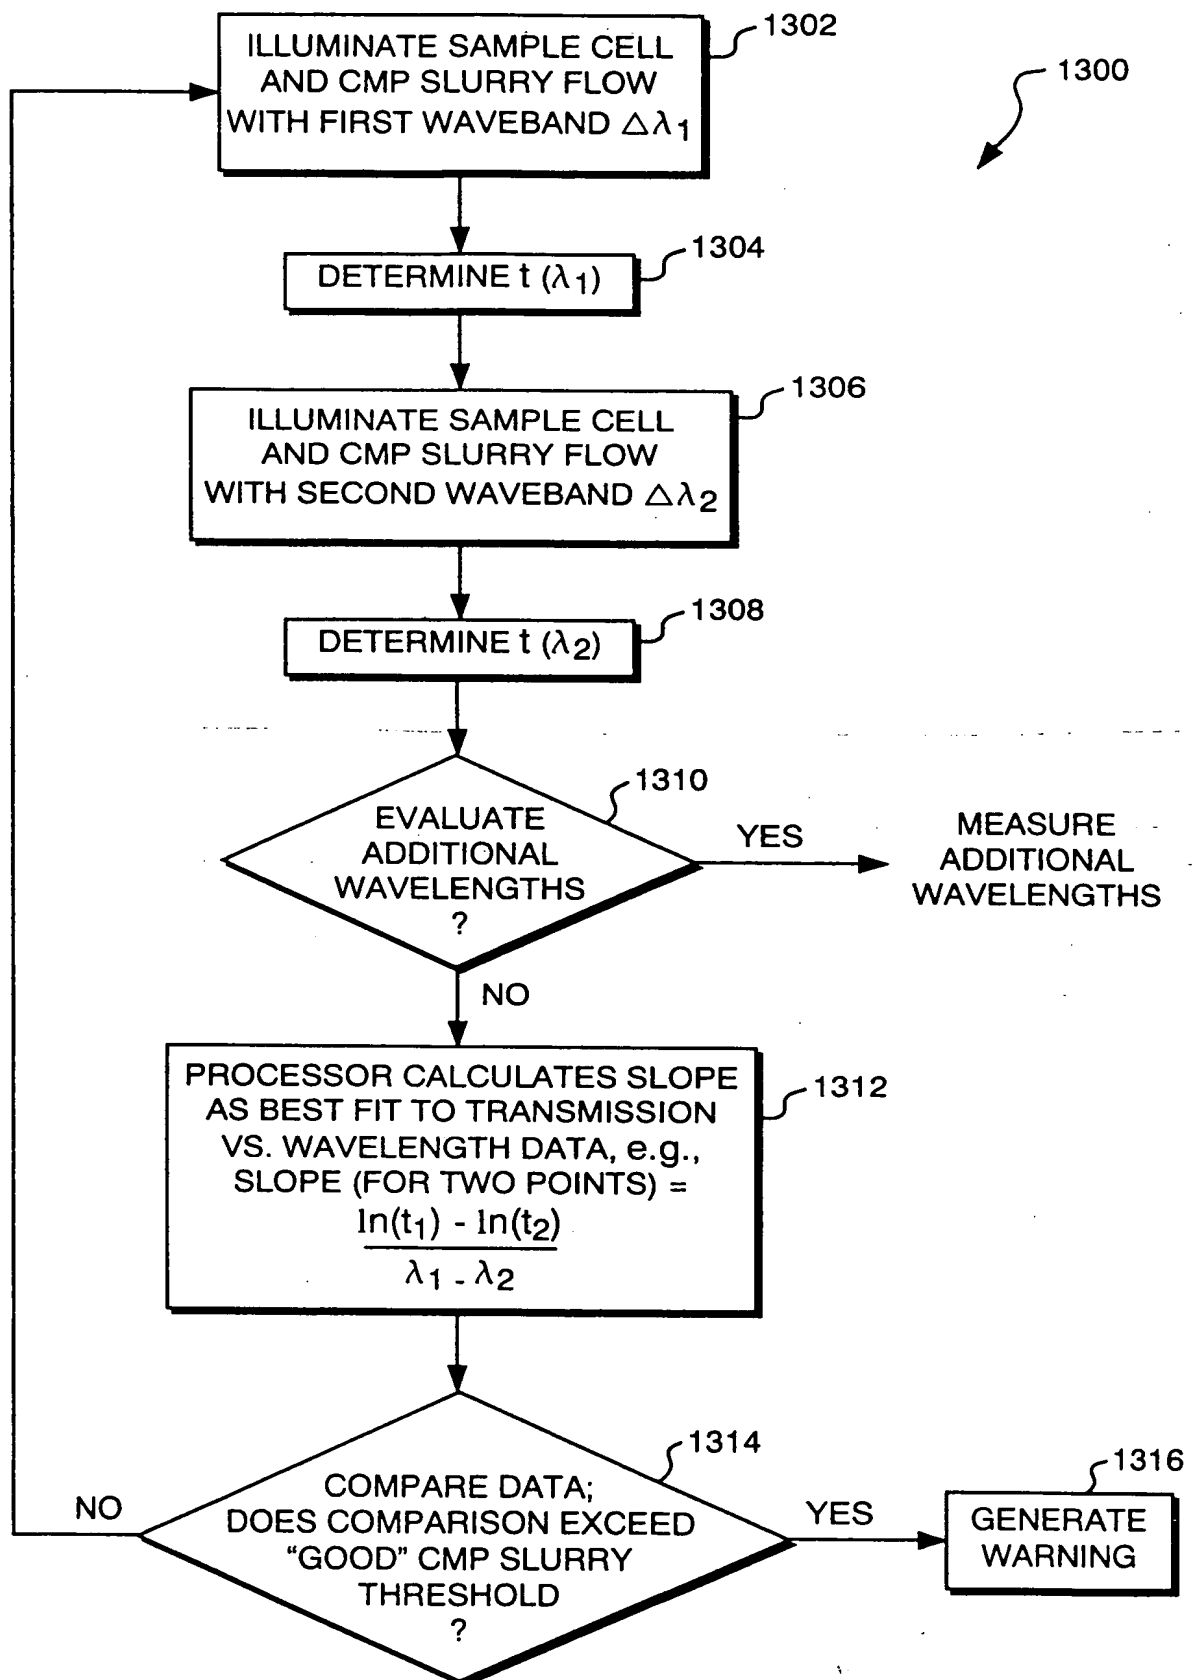 1302
ILLUMINATE SAMPLE CELL
AND CMP SLURRY FLOW
WITH FIRST WAVEBAND △λ1
1300
1304
DETERMINE t (λ1)
1306
ILLUMINATE SAMPLE CELL
AND CMP SLURRY FLOW
WITH SECOND WAVEBAND △λ2
1308
DETERMINE t (λ2)
1310
EVALUATE
ADDITIONAL
WAVELENGTHS
?
YES
MEASURE
ADDITIONAL
WAVELENGTHS
NO
1312
PROCESSOR CALCULATES SLOPE
AS BEST FIT TO TRANSMISSION
VS. WAVELENGTH DATA, e.g.,
SLOPE (FOR TWO POINTS) =
ln(t1) - ln(t2)
λ1 - λ2
1314
COMPARE DATA;
DOES COMPARISON EXCEED
"GOOD" CMP SLURRY
THRESHOLD
?
NO
YES
1316
GENERATE
WARNING